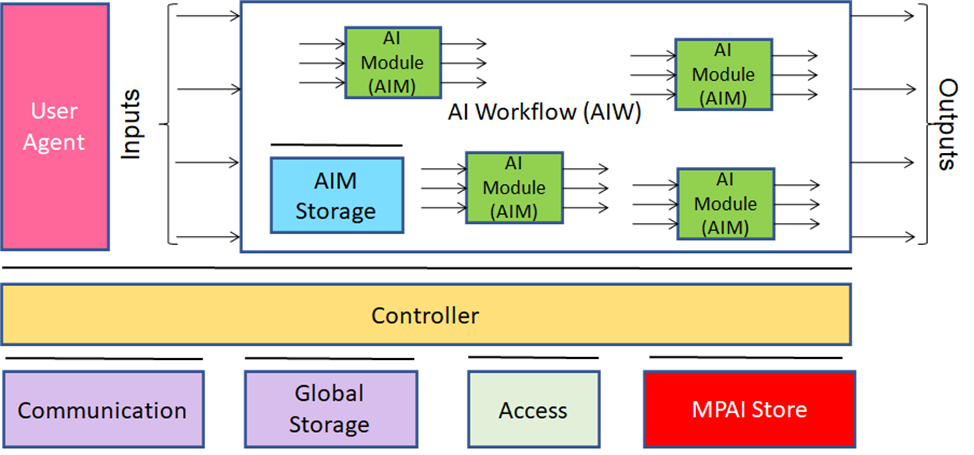 User
Agent
Inputs
AI
Module
(AIM)
AI
Module
(AIM)
AI Workflow (AIW)
AIM
Storage
AI
Module
(AIM)
AI
Module
(AIM)
Outputs
Controller
Communication
Global
Storage
Access
MPAI Store